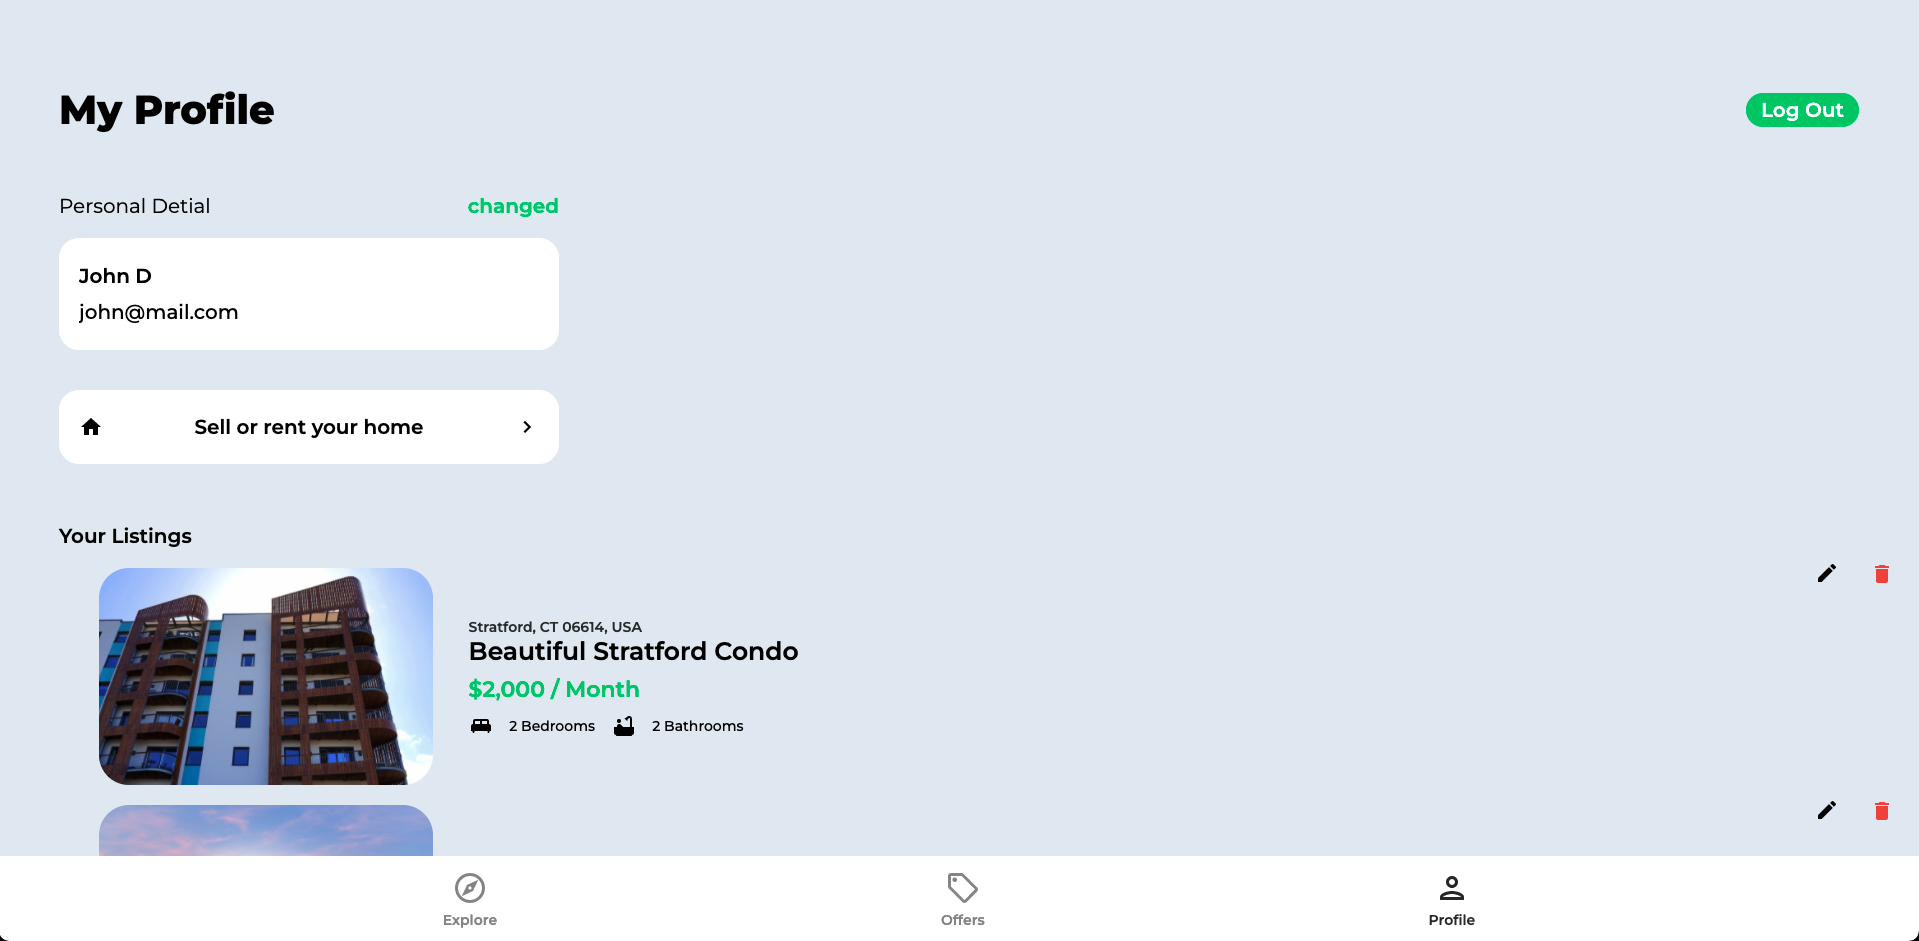 My Profile
Log Out
Personal Detial
changed
John D
john@mail.com
Sell or rent your home
Your Listings
Stratford, CT 06614, USA
Beautiful Stratford Condo
$2,000 / Month
2 Bedrooms
2 Bathrooms
Explore
Offers
Profile